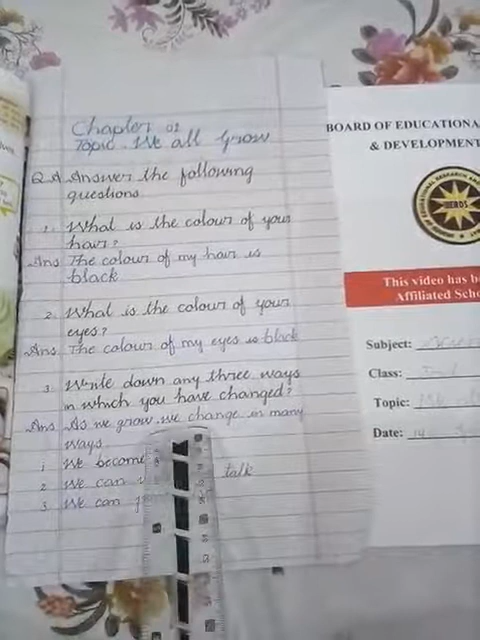 Chapter 02
Topic. We all Grow
Q.A Answer the following
questions.
1. What is the colour of your
hair?
Ans. The colour of my hair is
black
2. What is the colour of your
eyes?
Ans. The colour of my eyes is black
3. Write down any three ways
in which you have changed?
Ans. As we grow, we change in many
ways
1 We become
2 We can talk
3 We can
BOARD OF EDUCATIONA
& DEVELOPMENT
BERDS
This video has be
Affiliated Scho
Subject:
Class:
Topic:
Date: